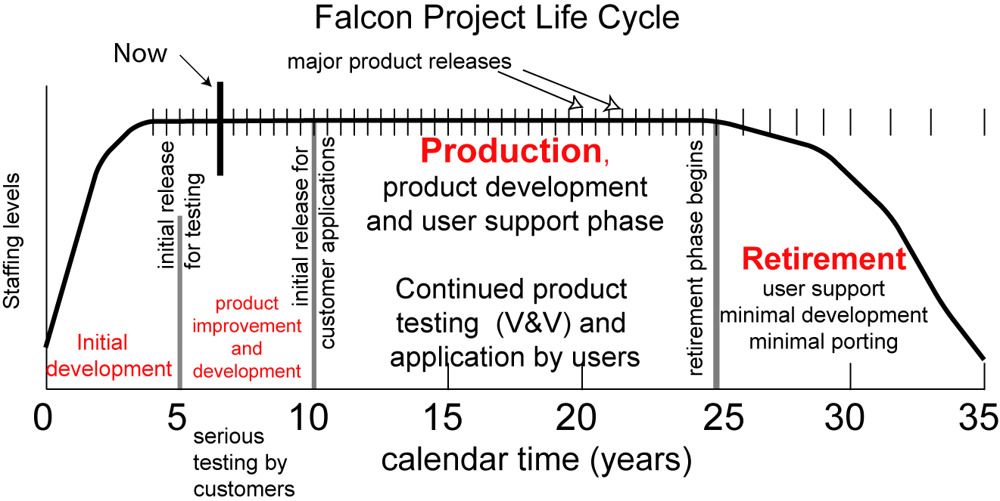 Falcon Project Life Cycle
Now
major product releases
Staffing levels
initial release
for testing
initial release for
customer applications
Production,
product development
and user support phase
Continued product
testing (V&V) and
application by users
retirement phase begins
Retirement
user support
minimal development
minimal porting
Initial
development
product
improvement
and
development
0 5 10 15 20 25 30 35
serious
testing by
customers
calendar time (years)